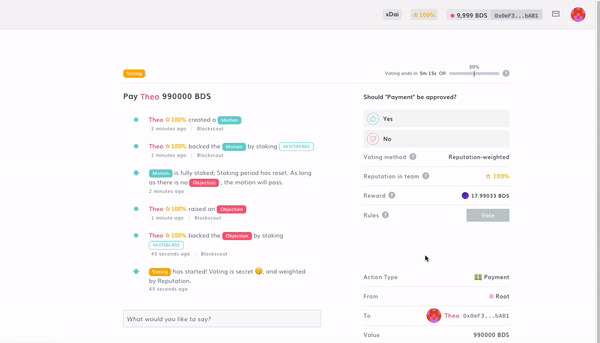 xDai ☆ 100% 9,999 BDS 0x0eF3...bA81
Voting
Voting ends in 5m 15s OR 50% ?
Pay Theo 990000 BDS
Should "Payment" be approved?
Theo ☆ 100% created a Motion
2 minutes ago | Blockscout
Yes
Theo ☆ 100% backed the Motion by staking
2 minutes ago | Blockscout
No
Voting method ? Reputation-weighted
Motion is fully staked; Staking period has reset. As long
as there is no Objection, the motion will pass.
2 minutes ago
Reputation in team ? ☆ 100%
Reward ? 17.99033 BDS
Theo ☆ 100% raised an Objection
1 minute ago | Blockscout
Rules ? Vote
Theo ☆ 100% backed the Objection by staking
45 seconds ago | Blockscout
Voting has started! Voting is secret 🤫, and weighted
by Reputation.
45 seconds ago
Action Type Payment
From Root
What would you like to say?
To Theo 0x0eF3...bA81
Value 990000 BDS